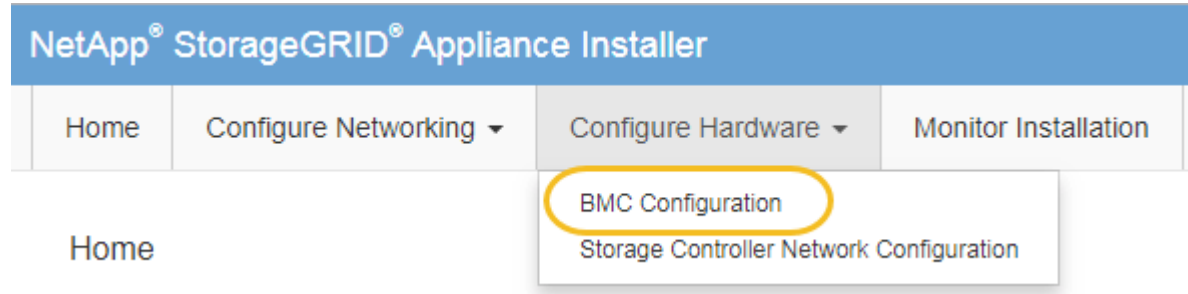 NetApp® StorageGRID® Appliance Installer
Home Configure Networking Configure Hardware Monitor Installation
BMC Configuration
Home
Storage Controller Network Configuration